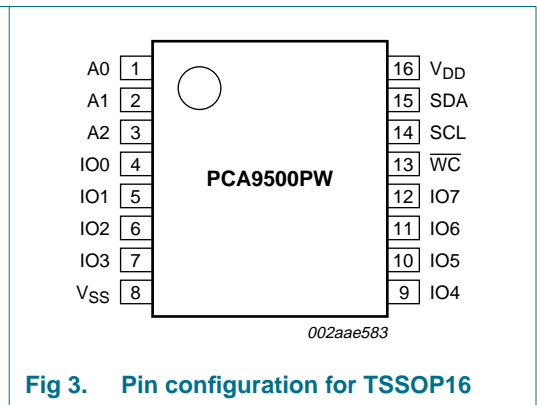 A0 1 16 VDD
A1 2 15 SDA
A2 3 14 SCL
IO0 4 13 W̅C̅
PCA9500PW
IO1 5 12 IO7
IO2 6 11 IO6
IO3 7 10 IO5
VSS 8 9 IO4
002aae583
Fig 3. Pin configuration for TSSOP16